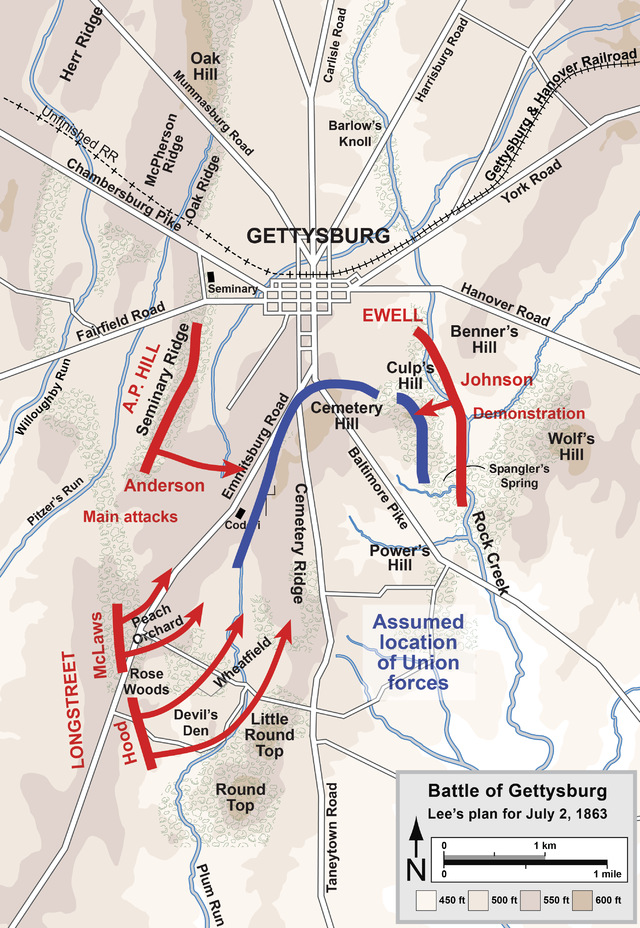 Herr Ridge
Oak
Hill
Mummasburg Road
Carlisle Road
Harrisburg Road
Gettysburg & Hanover Railroad
Unfinished RR
McPherson
Ridge
Barlow's
Knoll
Chambersburg Pike
Oak Ridge
York Road
GETTYSBURG
Seminary
Hanover Road
Fairfield Road
EWELL
Benner's
Hill
A.P. HILL
Seminary Ridge
Culp's
Hill
Johnson
Willoughby Run
Cemetery
Hill
Demonstration
Emmitsburg Road
Wolf's
Hill
Baltimore Pike
Spangler's
Spring
Anderson
Pitzer's Run
Main attacks
Codori
Cemetery Ridge
Rock Creek
Power's
Hill
McLaws
Peach
Orchard
Assumed
location
of Union
forces
LONGSTREET
Rose
Woods
Wheatfield
Hood
Devil's
Den
Little
Round
Top
Round
Top
Taneytown Road
Plum Run
Battle of Gettysburg
Lee's plan for July 2, 1863
N
0 1 km
0 1 mile
450 ft 500 ft 550 ft 600 ft